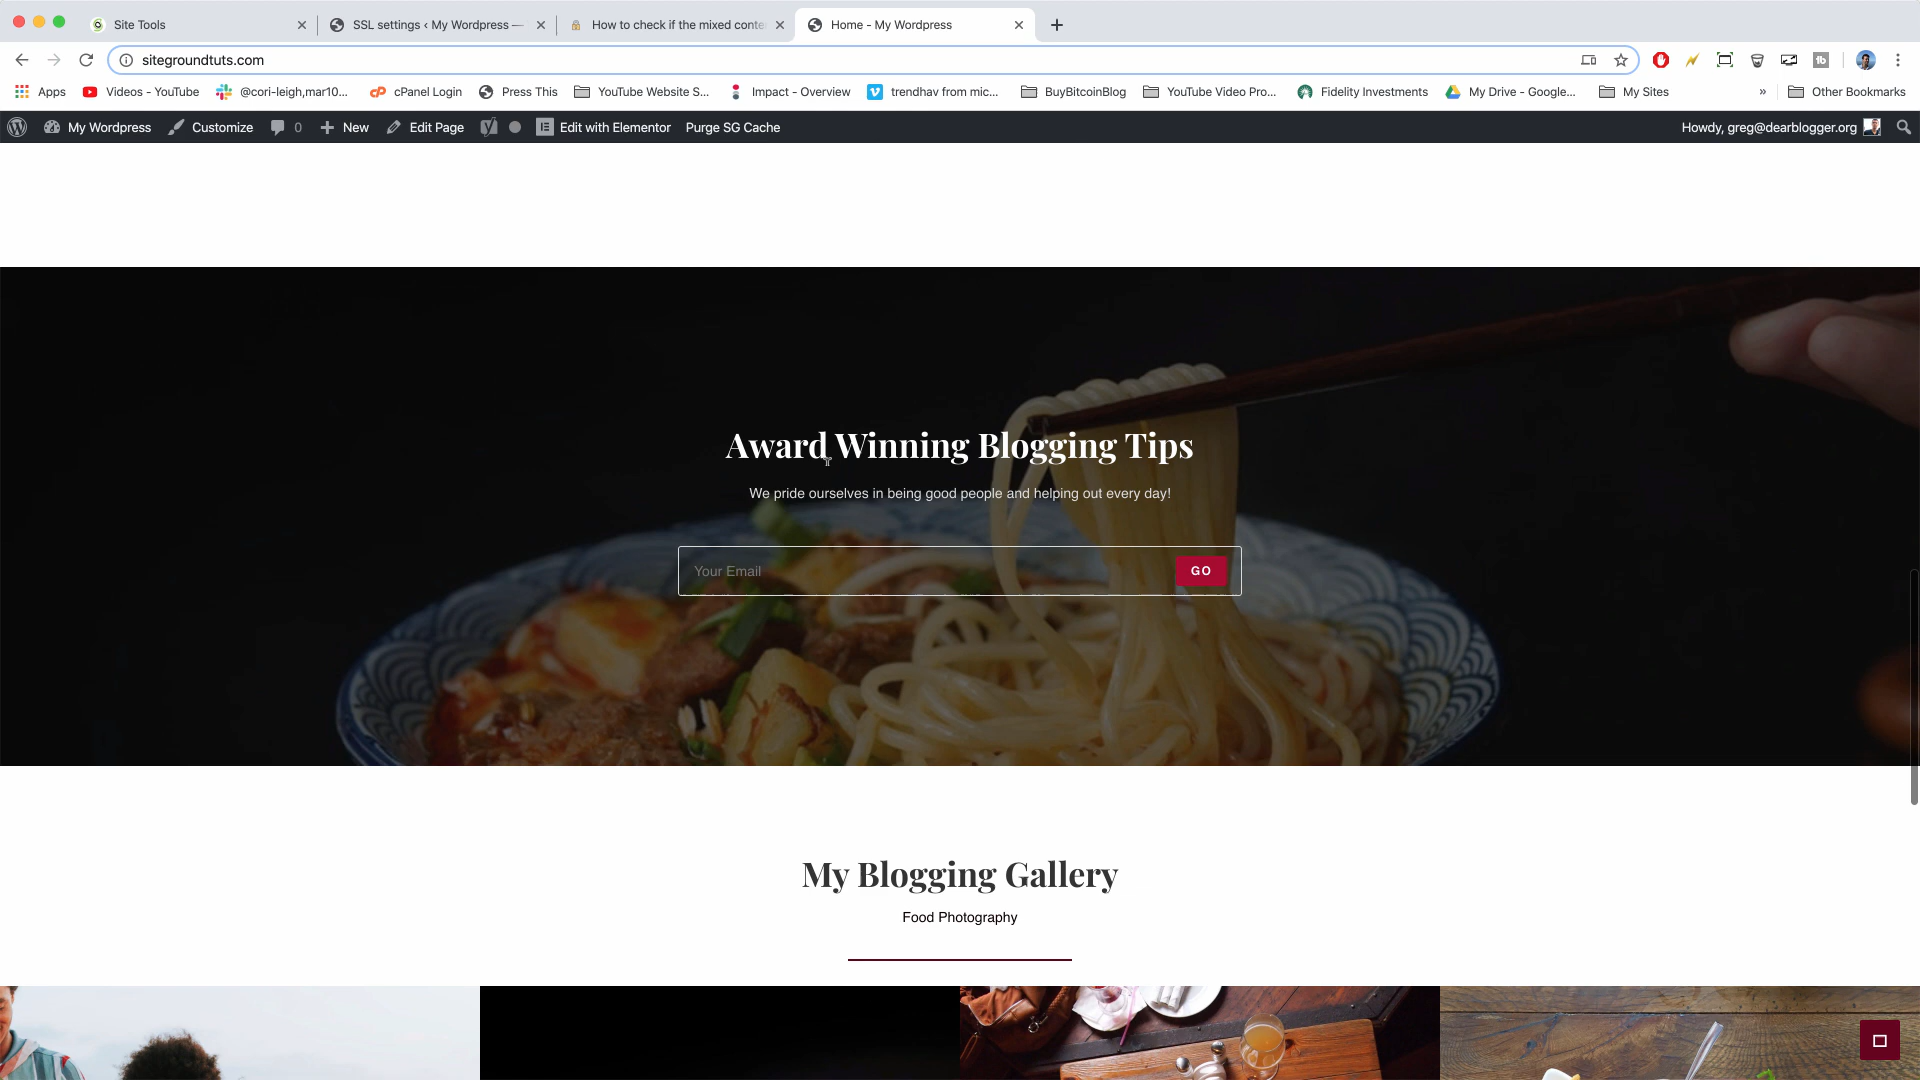 Site Tools
SSL settings ‹ My Wordpress —
How to check if the mixed conte
Home - My Wordpress
sitegroundtuts.com
Apps
Videos - YouTube
@cori-leigh,mar10...
cP
cPanel Login
Press This
YouTube Website S...
Impact - Overview
trendhav from mic...
BuyBitcoinBlog
YouTube Video Pro...
Fidelity Investments
My Drive - Google...
My Sites
»
Other Bookmarks
My Wordpress
Customize
0
New
Edit Page
Edit with Elementor
Purge SG Cache
Howdy, greg@dearblogger.org
Award Winning Blogging Tips
We pride ourselves in being good people and helping out every day!
Your Email
GO
My Blogging Gallery
Food Photography